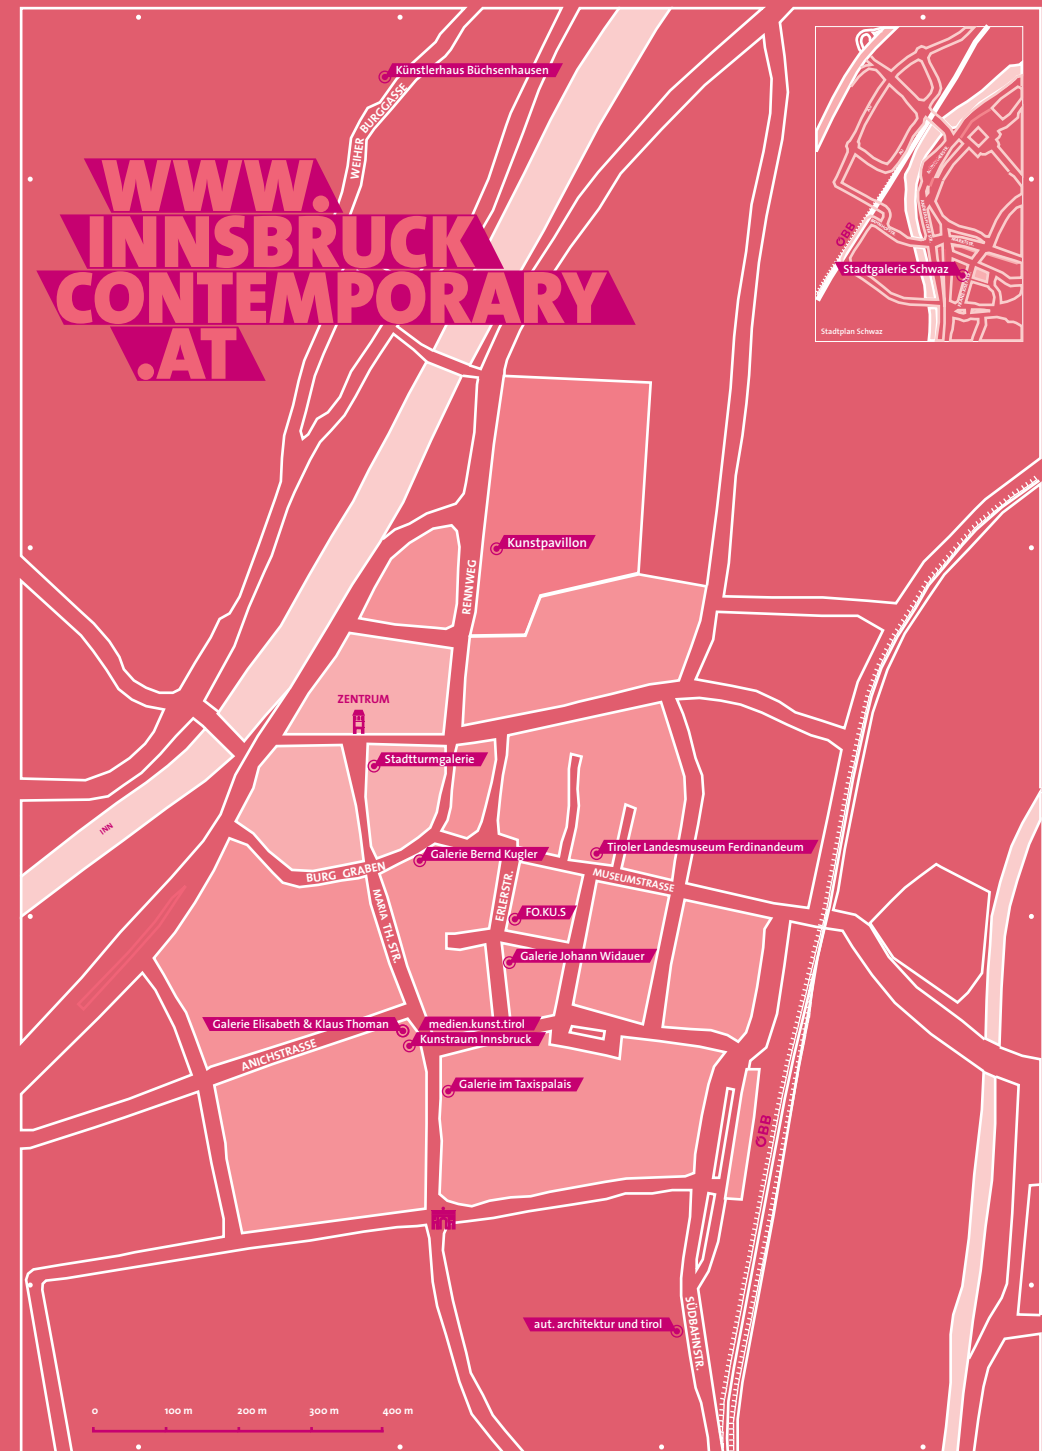 Künstlerhaus Büchsenhausen
WEIHER BURGGASSE
WWW.
INNSBRUCK
CONTEMPORARY
.AT
ÖBB
Stadtgalerie Schwaz
Stadtplan Schwaz
Kunstpavillon
RENNWEG
ZENTRUM
Stadtturmgalerie
INN
Galerie Bernd Kugler
Tiroler Landesmuseum Ferdinandeum
BURG GRABEN
MUSEUMSTRASSE
MARIA TH. STR.
ERLERSTR.
FO.KU.S
Galerie Johann Widauer
Galerie Elisabeth & Klaus Thoman
medien.kunst.tirol
Kunstraum Innsbruck
ANICHSTRASSE
Galerie im Taxispalais
ÖBB
aut. architektur und tirol
SÜDBAHNSTR.
0 100 m 200 m 300 m 400 m